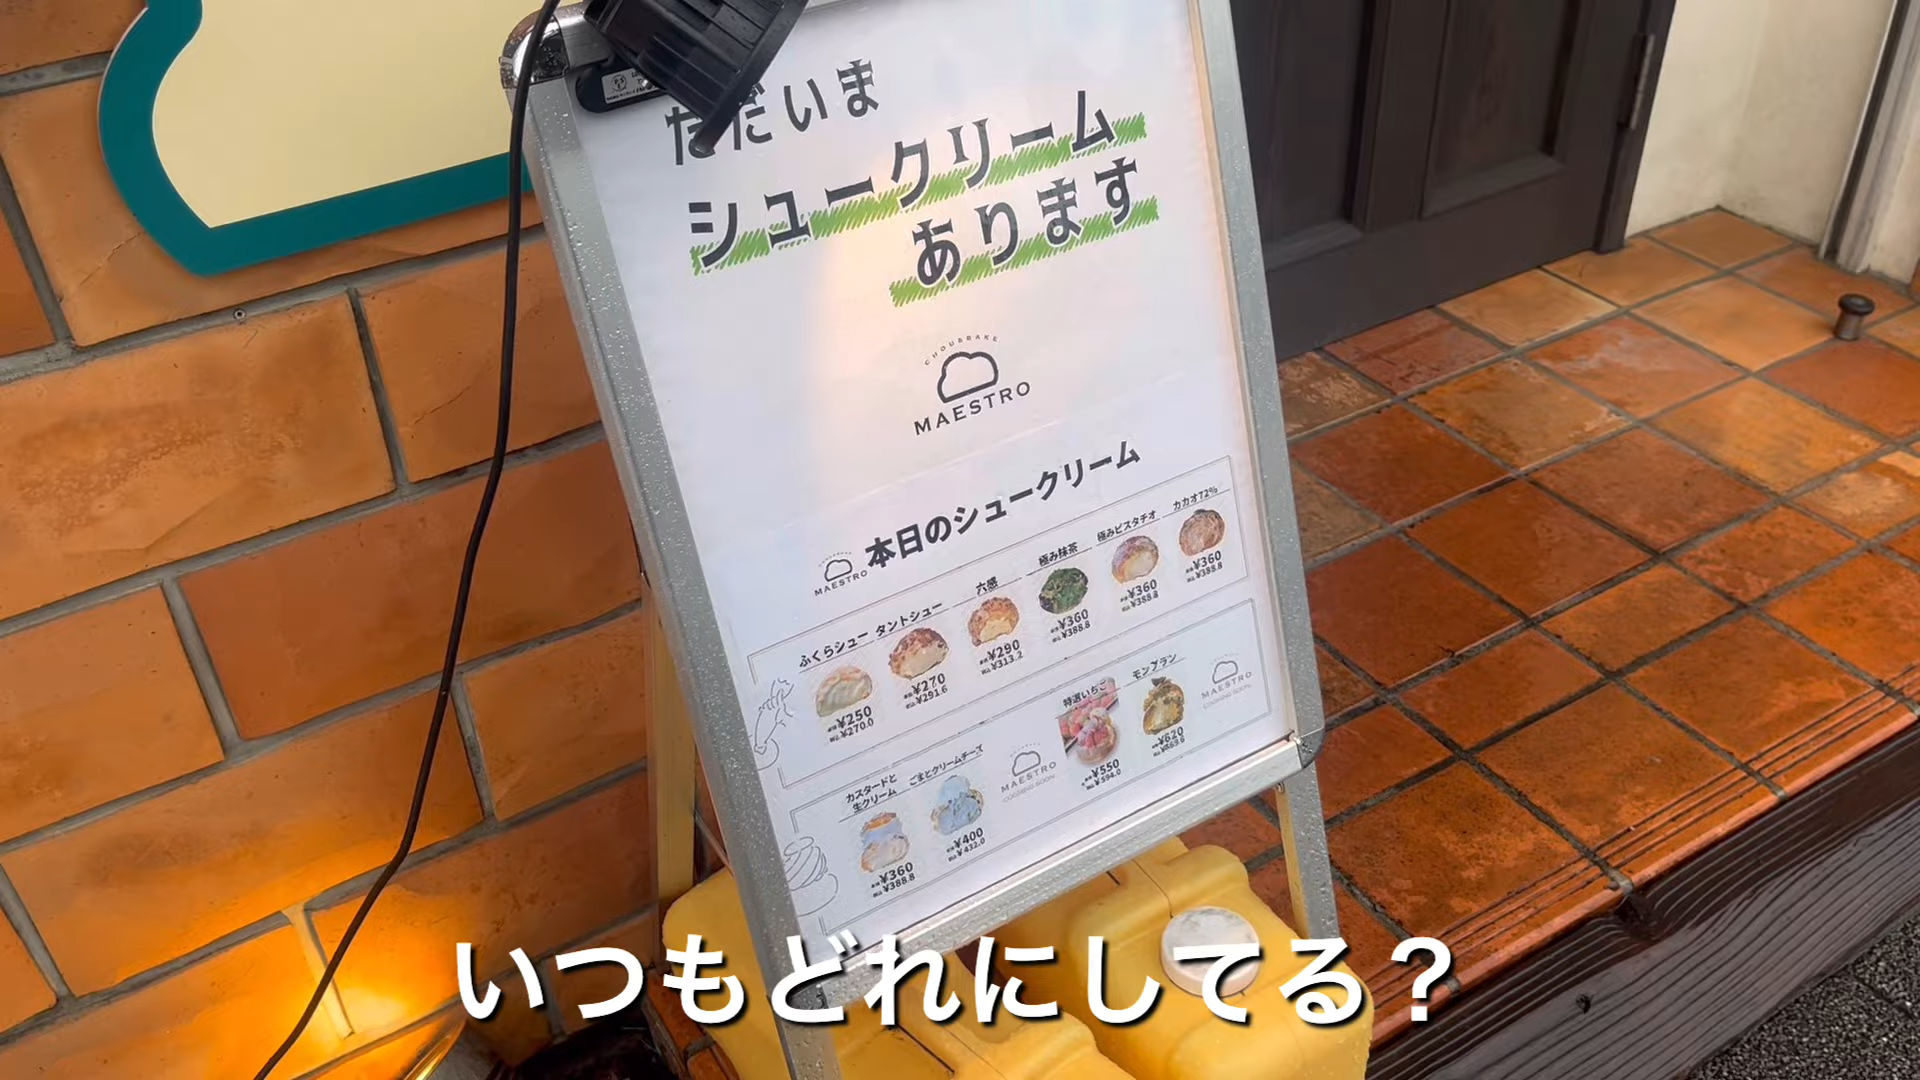 ただいま
シュークリーム
あります
CHOU&BAKE
MAESTRO
MAESTRO
本日のシュークリーム
ふくらシュー
¥250
¥270.0
タントシュー
¥270
¥291.6
六感
¥290
¥313.2
極み抹茶
¥360
¥388.8
極みピスタチオ
¥360
¥388.8
カカオ72%
¥360
¥388.8
カスタードと
生クリーム
¥360
¥388.8
ごまとクリームチーズ
¥400
¥432.0
MAESTRO
COOMING SOON
特選いちご
¥550
¥594.0
モンブラン
¥620
MAESTRO
COOMING SOON
いつもどれにしてる？